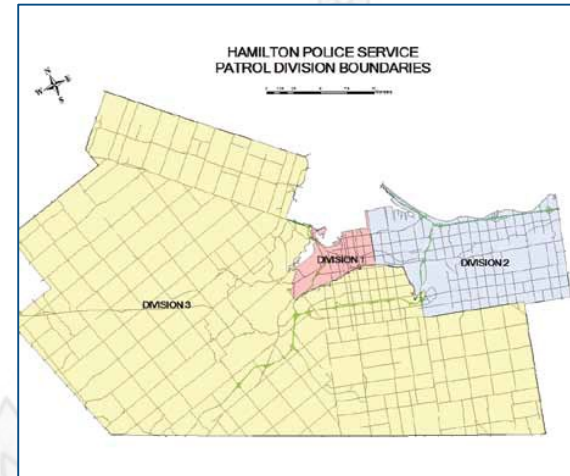 HAMILTON POLICE SERVICE
PATROL DIVISION BOUNDARIES
N
W E
S
DIVISION 1
DIVISION 2
DIVISION 3